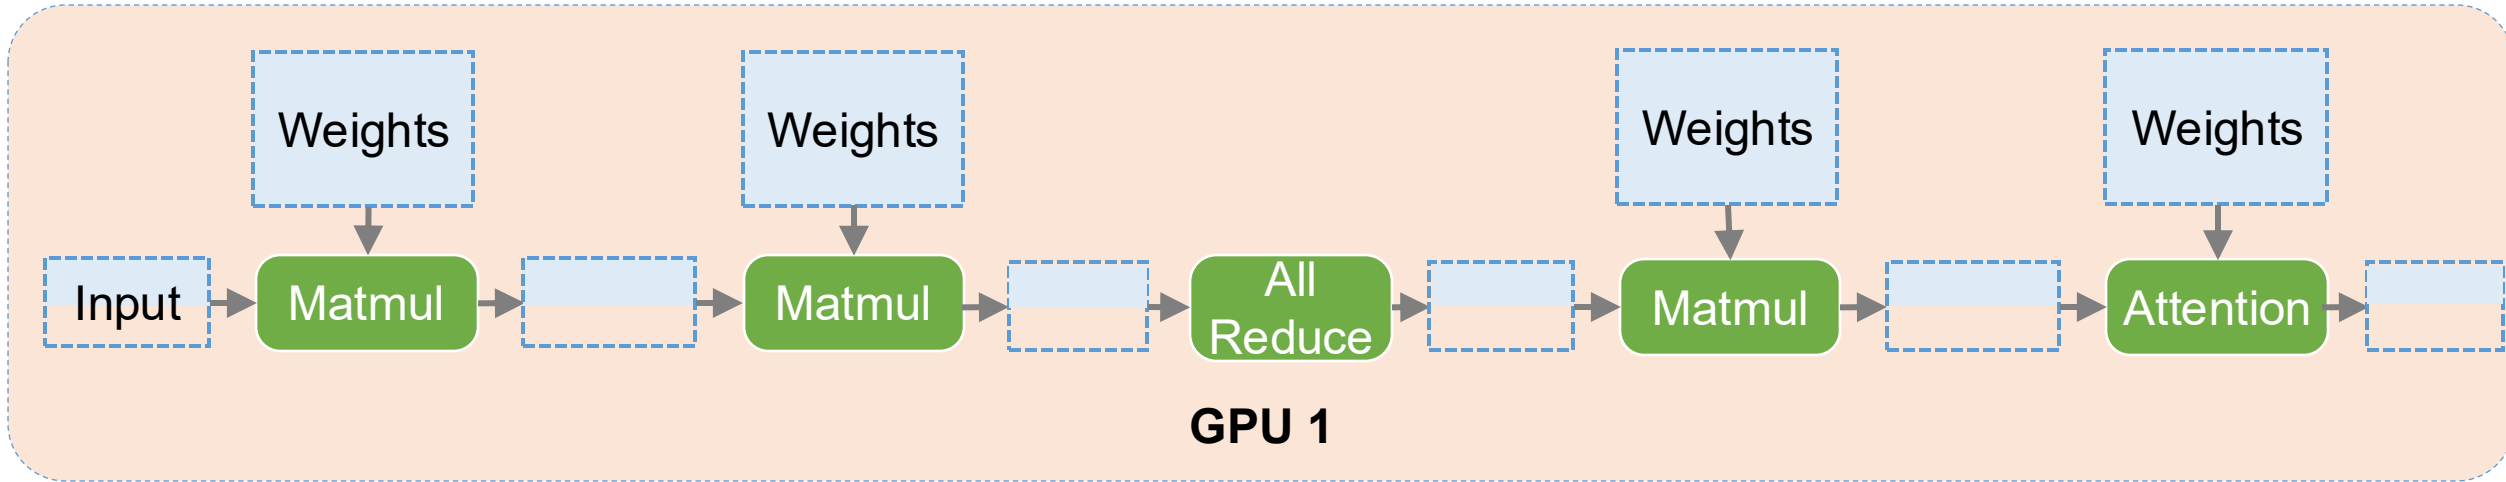 Weights
Weights
Weights
Weights
Input
Matmul
Matmul
All
Reduce
Matmul
Attention
GPU 1